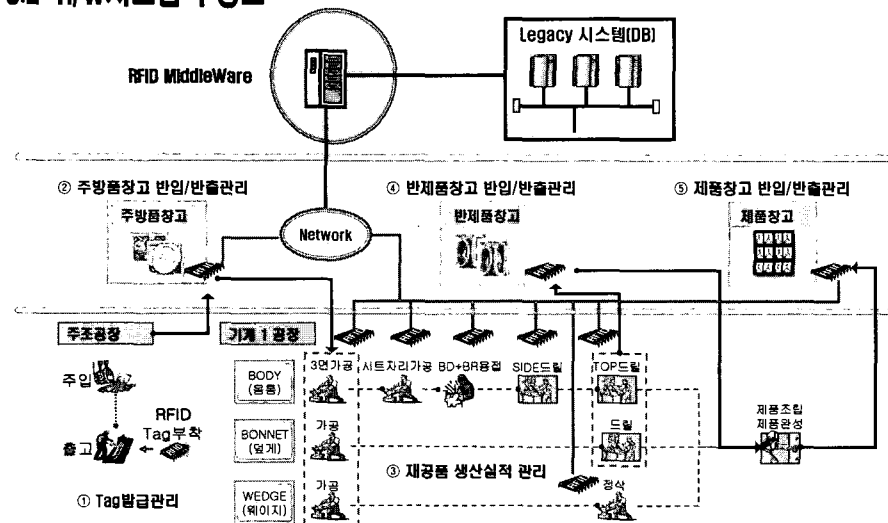 RFID MiddleWare
Legacy 시스템(DB)
② 주방품창고 반입/반출관리
④ 반제품창고 반입/반출관리
⑤ 제품창고 반입/반출관리
주방품창고
Network
반제품창고
제품창고
주조공장
기계 1 공장
주입
RFID
Tag부착
출고
① Tag발급관리
BODY
(몸통)
3면가공
시트자리가공
BD+BR용접
SIDE드릴
TOP드릴
BONNET
(덮게)
가공
드릴
제품조립
제품완성
③ 재공품 생산실적 관리
WEDGE
(웨이지)
가공
정삭